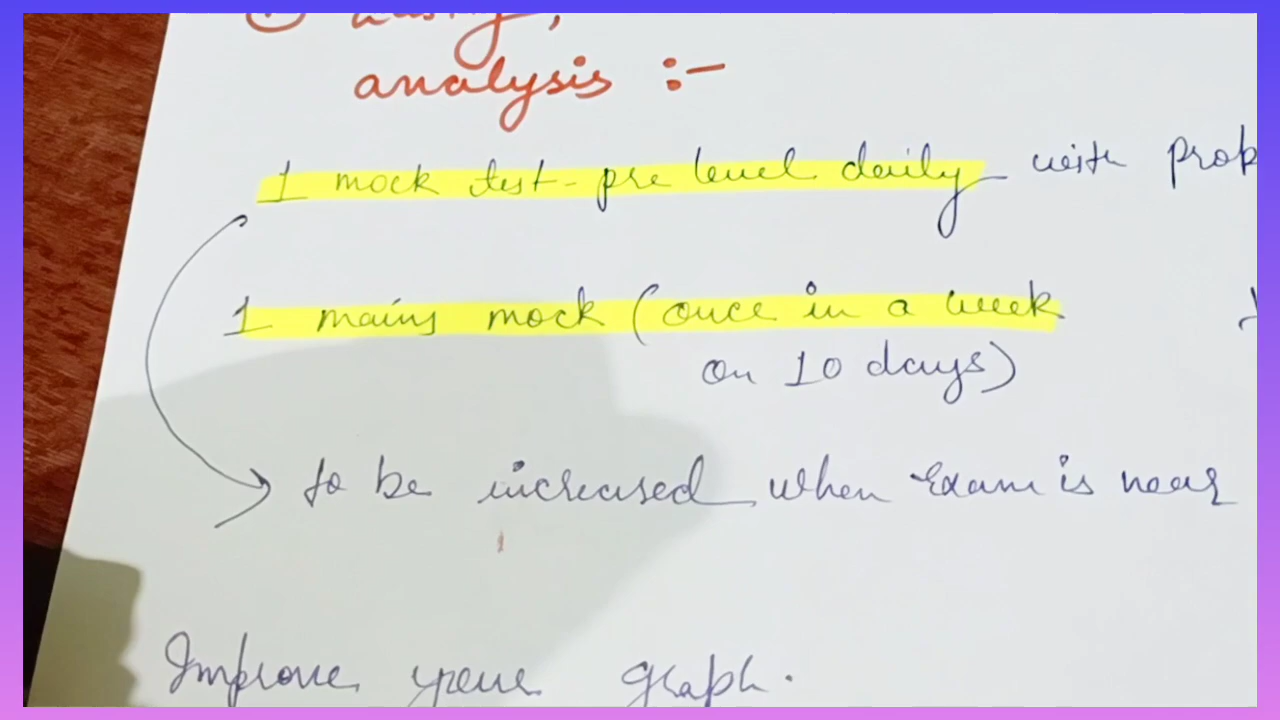 analysis :-
1 mock test - pre level daily with
1 mains mock (once in a week
on 10 days)
to be increased when Exam is near
Improve your graph.